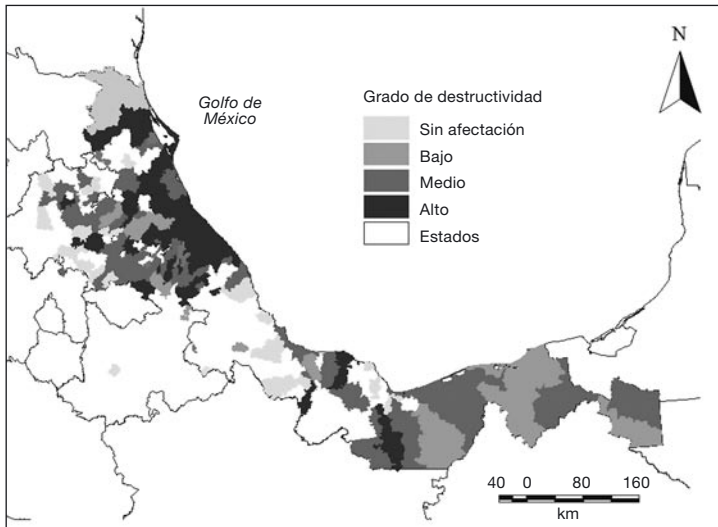 N
Golfo de
México
Grado de destructividad
Sin afectación
Bajo
Medio
Alto
Estados
40 0 80 160
km